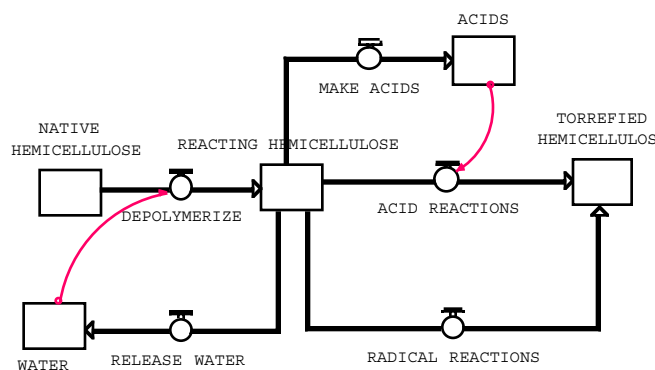 ACIDS
MAKE ACIDS
NATIVE
HEMICELLULOSE
REACTING HEMICELLULOSE
TORREFIED
HEMICELLULOS
DEPOLYMERIZE
ACID REACTIONS
WATER
RELEASE WATER
RADICAL REACTIONS